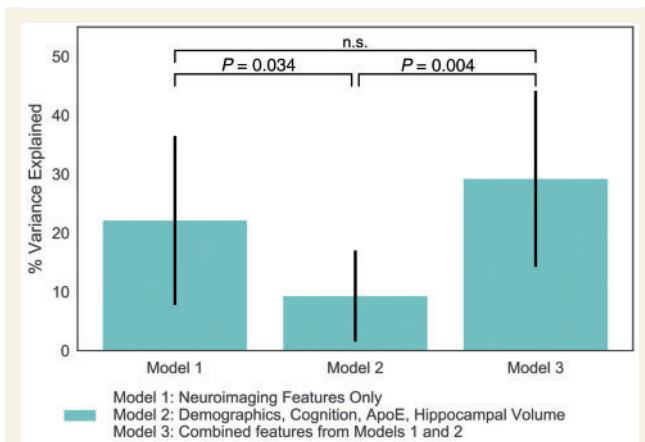 n.s.
P = 0.034
P = 0.004
% Variance Explained
50
40
30
20
10
0
Model 1
Model 2
Model 3
Model 1: Neuroimaging Features Only
Model 2: Demographics, Cognition, ApoE, Hippocampal Volume
Model 3: Combined features from Models 1 and 2